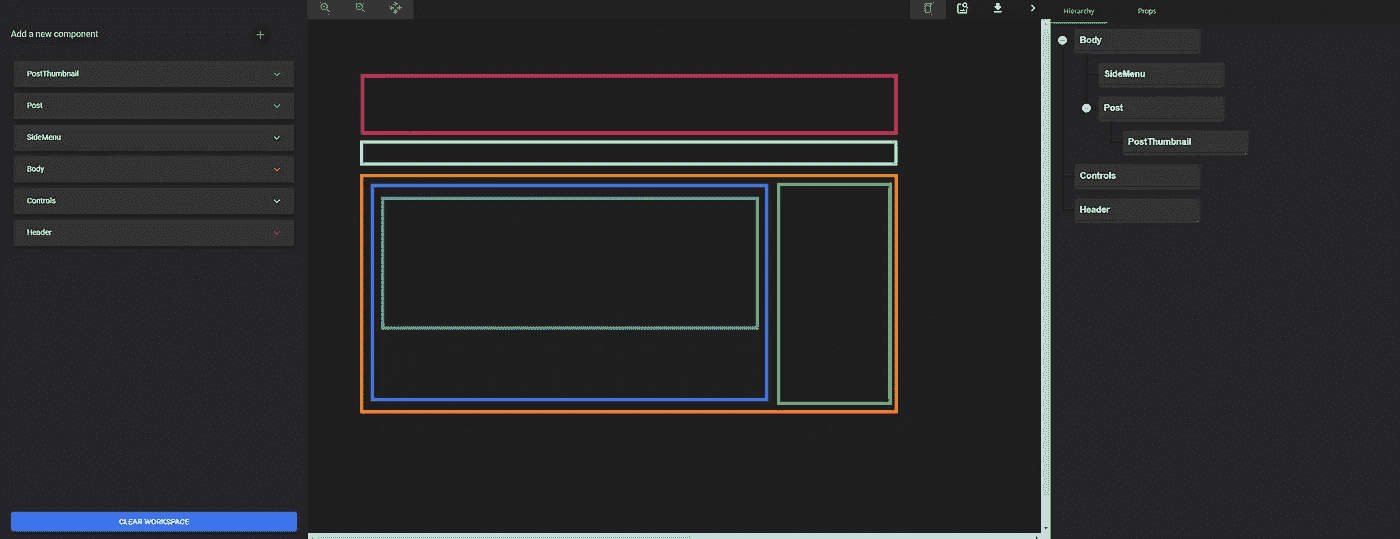 Add a new component
PostThumbnail
Post
SideMenu
Body
Controls
Header
CLEAR WORKSPACE
Hierarchy
Props
Body
SideMenu
Post
PostThumbnail
Controls
Header